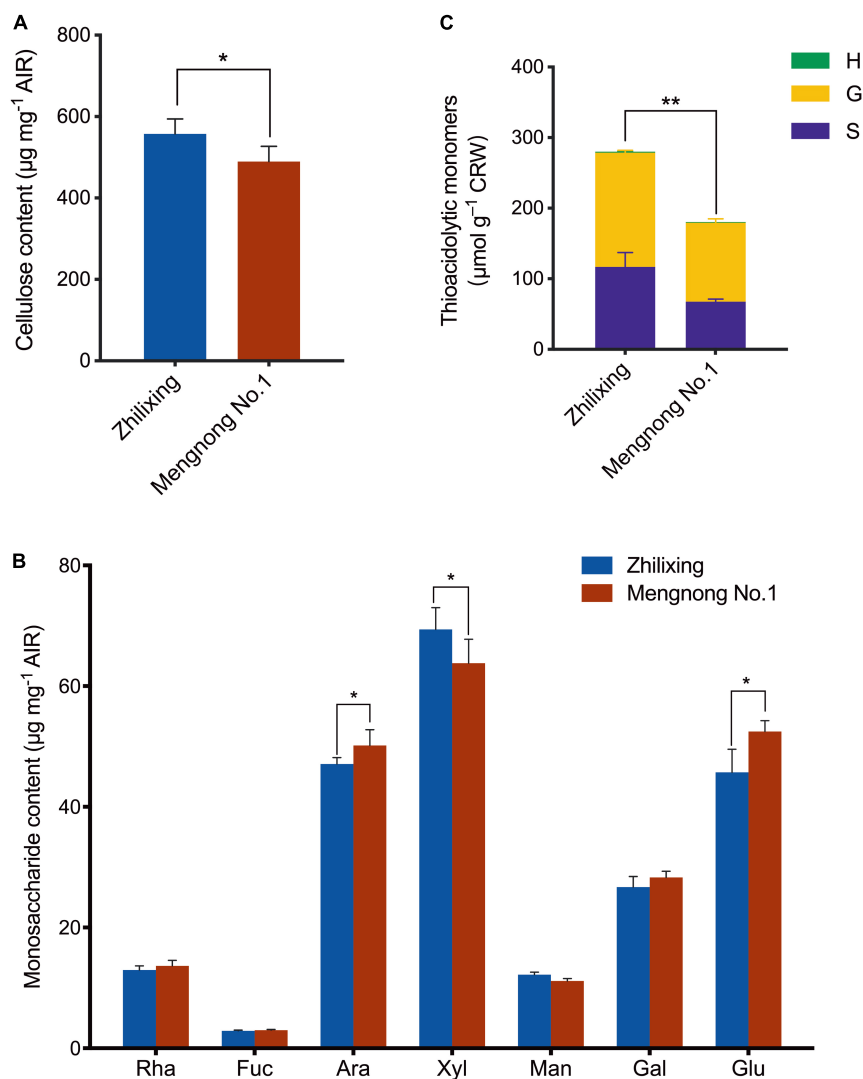 A
Cellulose content (µg mg⁻¹ AIR)
800
600
400
200
0
*
Zhilixing
Mengnong No.1
C
Thioacidolytic monomers
(µmol g⁻¹ CRW)
400
300
200
100
0
**
H
G
S
Zhilixing
Mengnong No.1
B
Monosaccharide content (µg mg⁻¹ AIR)
80
60
40
20
0
Zhilixing
Mengnong No.1
*
*
*
Rha Fuc Ara Xyl Man Gal Glu